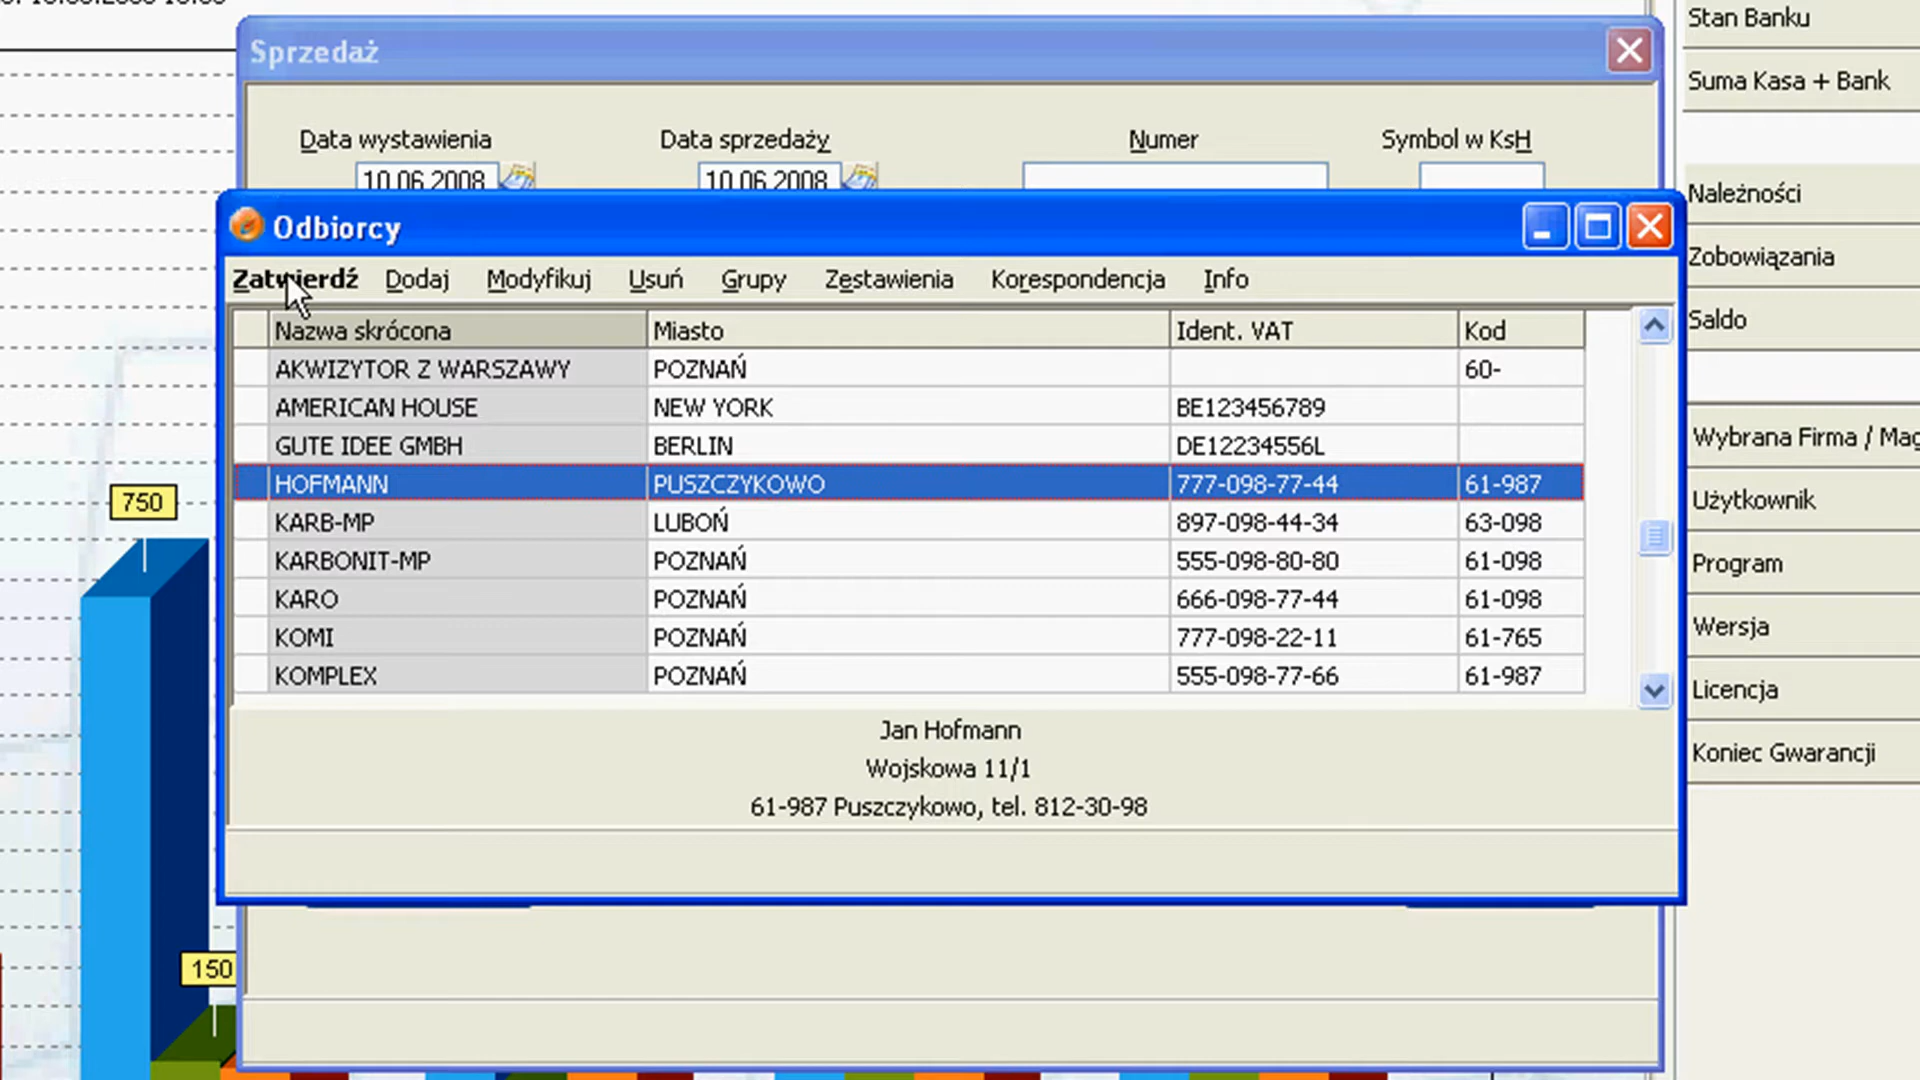 Sprzedaż
Data wystawienia Data sprzedaży Numer Symbol w KsH
10.06.2008 10.06.2008
Odbiorcy
Zatwierdź Dodaj Modyfikuj Usuń Grupy Zestawienia Korespondencja Info
Nazwa skrócona Miasto Ident. VAT Kod
AKWIZYTOR Z WARSZAWY POZNAŃ 60-
AMERICAN HOUSE NEW YORK BE123456789
GUTE IDEE GMBH BERLIN DE12234556L
HOFMANN PUSZCZYKOWO 777-098-77-44 61-987
KARB-MP LUBOŃ 897-098-44-34 63-098
KARBONIT-MP POZNAŃ 555-098-80-80 61-098
KARO POZNAŃ 666-098-77-44 61-098
KOMI POZNAŃ 777-098-22-11 61-765
KOMPLEX POZNAŃ 555-098-77-66 61-987
Jan Hofmann
Wojskowa 11/1
61-987 Puszczykowo, tel. 812-30-98
750
150
Stan Banku
Suma Kasa + Bank
Należności
Zobowiązania
Saldo
Wybrana Firma / Mag
Użytkownik
Program
Wersja
Licencja
Koniec Gwarancji